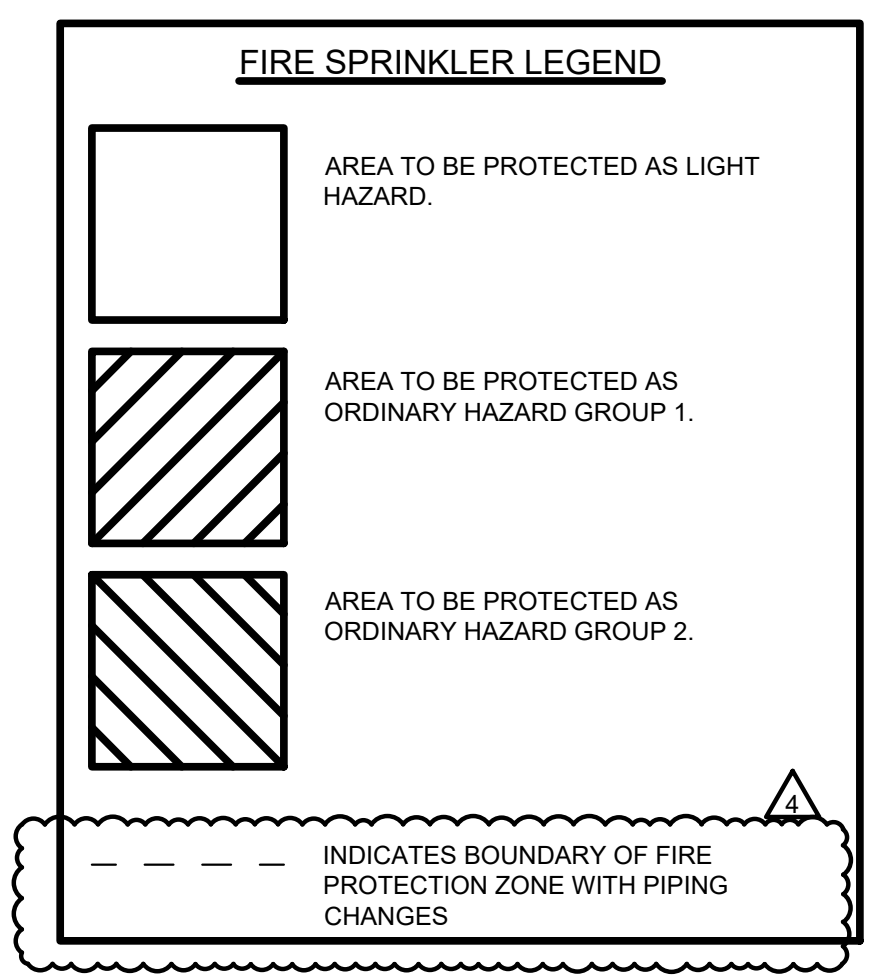 FIRE SPRINKLER LEGEND
AREA TO BE PROTECTED AS LIGHT
HAZARD.
AREA TO BE PROTECTED AS
ORDINARY HAZARD GROUP 1.
AREA TO BE PROTECTED AS
ORDINARY HAZARD GROUP 2.
4
INDICATES BOUNDARY OF FIRE
PROTECTION ZONE WITH PIPING
CHANGES